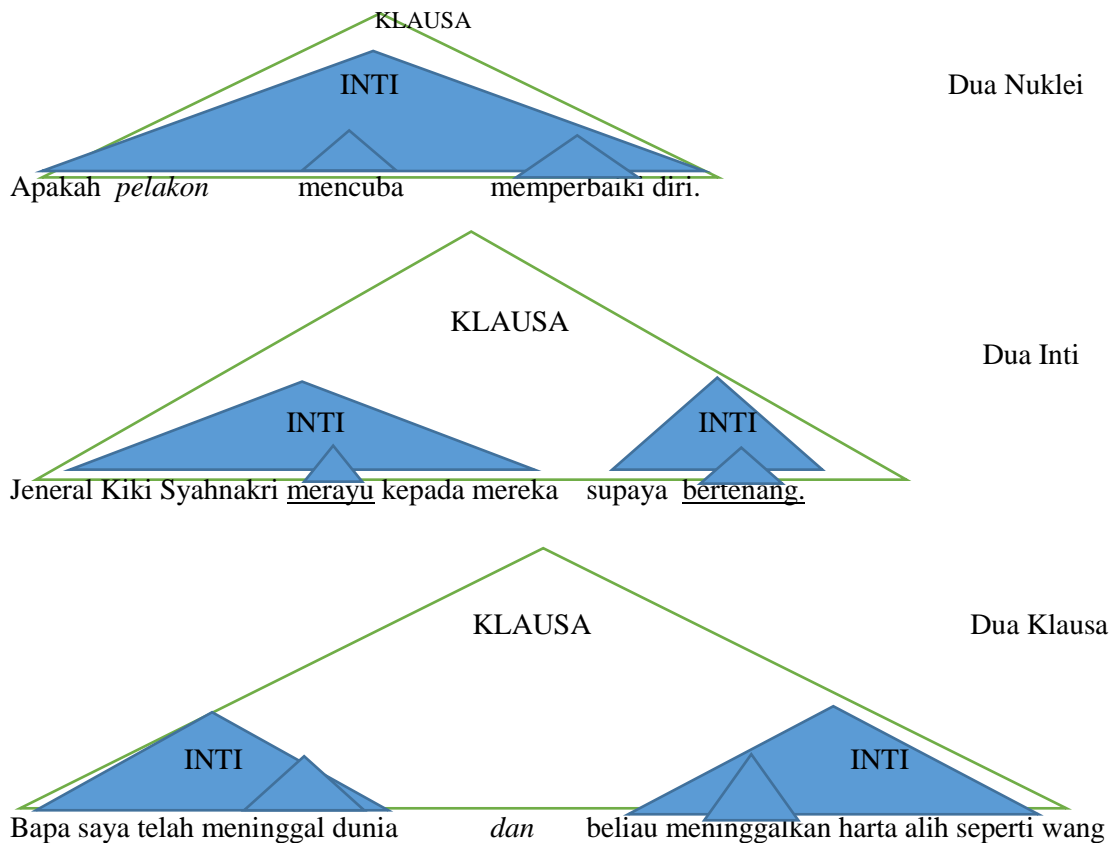 KLAUSA
INTI
Dua Nuklei
Apakah pelakon mencuba memperbaiki diri.
KLAUSA
Dua Inti
INTI INTI
Jeneral Kiki Syahnakri merayu kepada mereka supaya bertenang.
KLAUSA Dua Klausa
INTI INTI
Bapa saya telah meninggal dunia dan beliau meninggalkan harta alih seperti wang